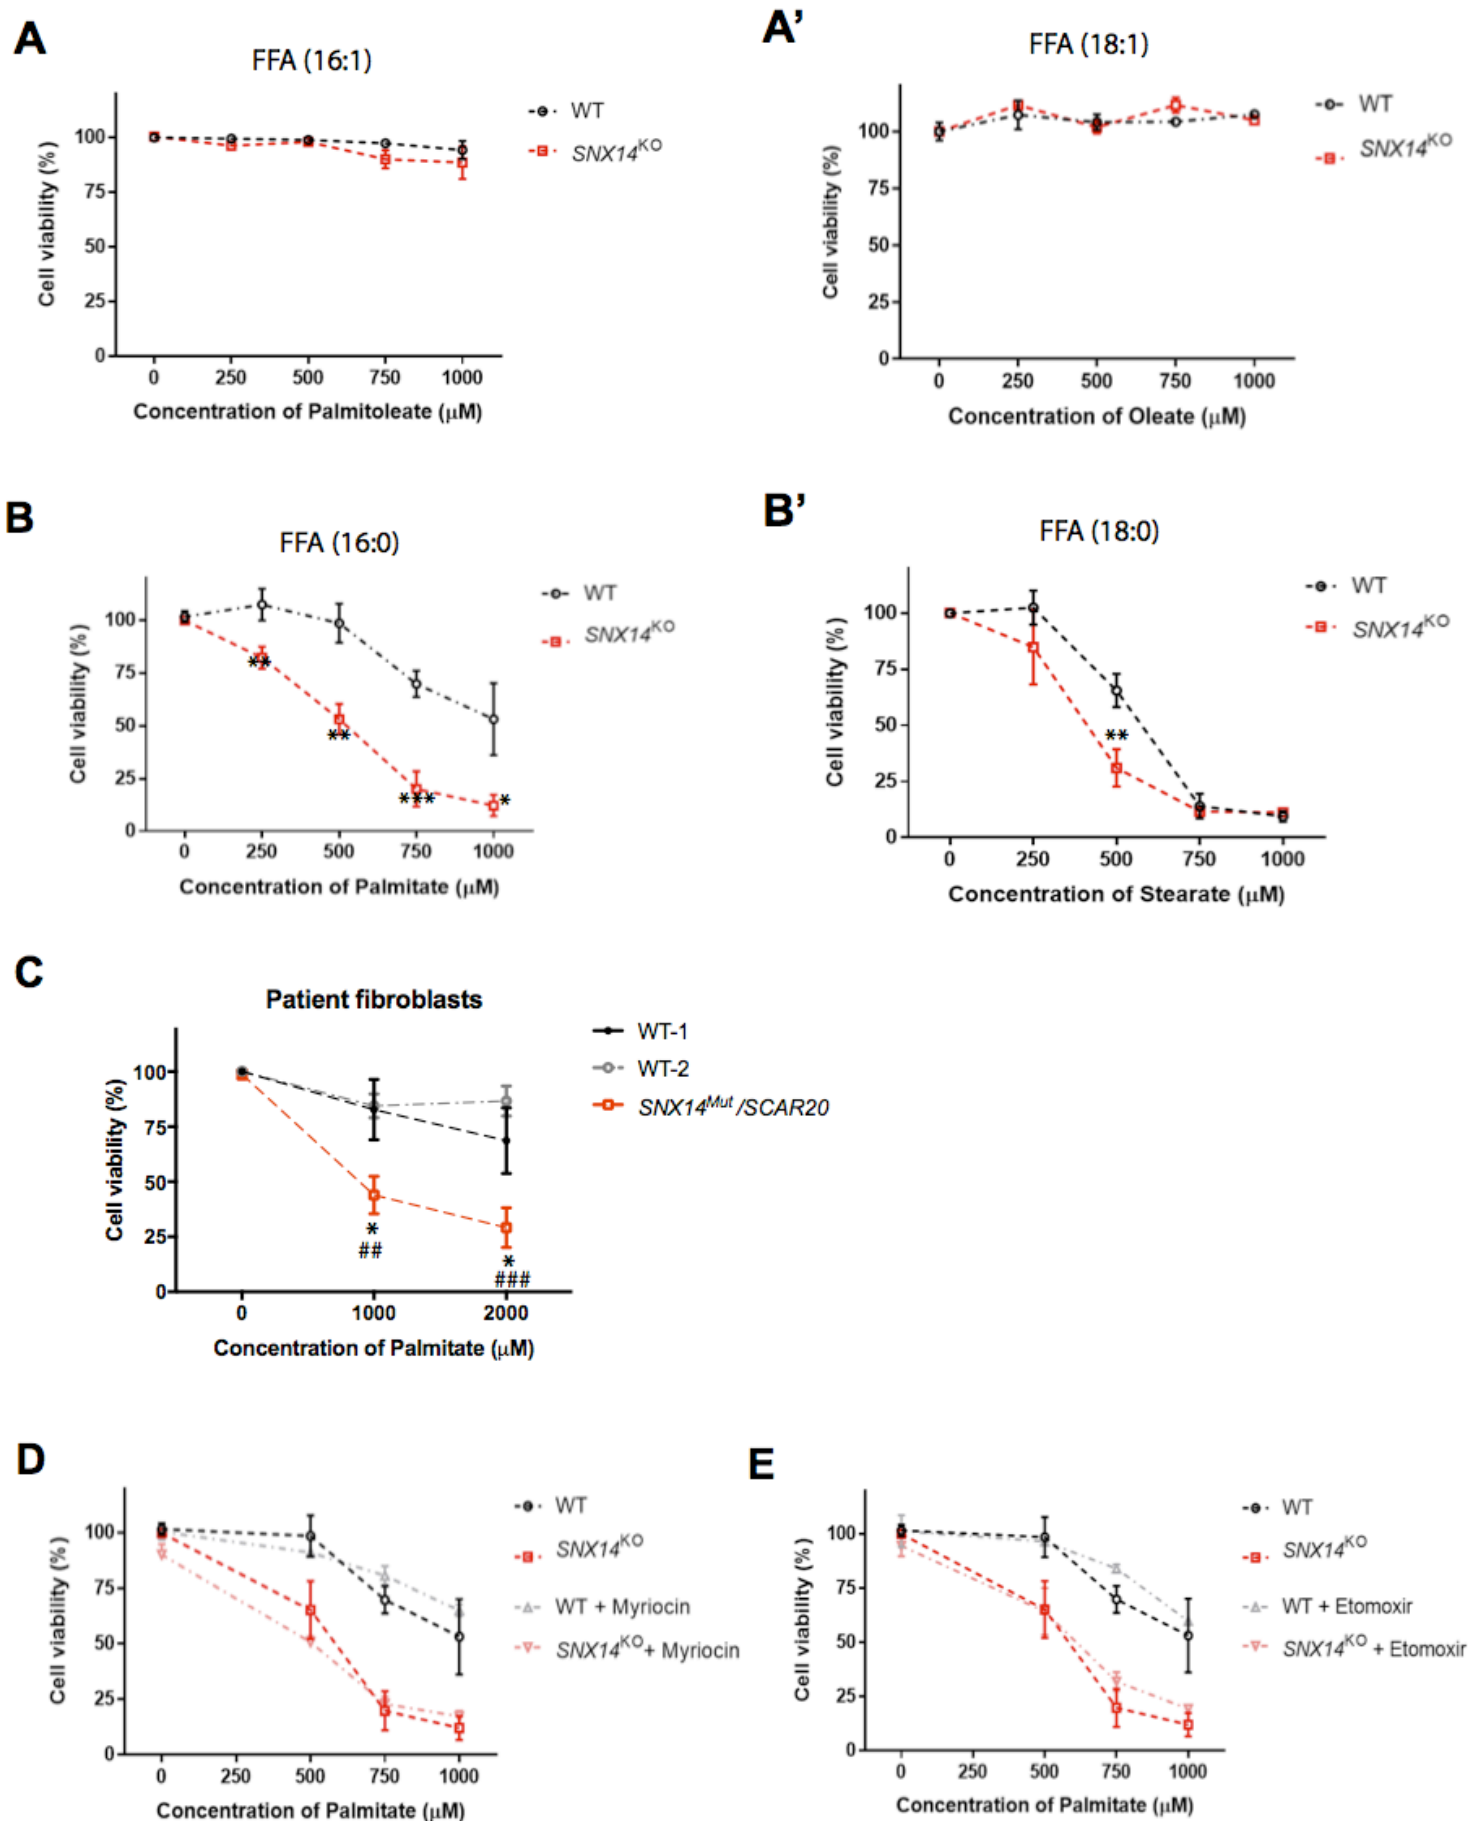 A
FFA (16:1)
Cell viability (%)
100
75
50
25
0
0 250 500 750 1000
Concentration of Palmitoleate (μM)
WT
SNX14KO
A’
FFA (18:1)
Cell viability (%)
100
75
50
25
0
0 250 500 750 1000
Concentration of Oleate (μM)
WT
SNX14KO
B
FFA (16:0)
Cell viability (%)
100
75
50
25
0
** ** *** *
0 250 500 750 1000
Concentration of Palmitate (μM)
WT
SNX14KO
B’
FFA (18:0)
Cell viability (%)
100
75
50
25
0
**
0 250 500 750 1000
Concentration of Stearate (μM)
WT
SNX14KO
C
Patient fibroblasts
Cell viability (%)
100
75
50
25
0
*
##
*
###
0 1000 2000
Concentration of Palmitate (μM)
WT-1
WT-2
SNX14Mut /SCAR20
D
Cell viability (%)
100
75
50
25
0
0 250 500 750 1000
Concentration of Palmitate (μM)
WT
SNX14KO
WT + Myriocin
SNX14KO + Myriocin
E
Cell viability (%)
100
75
50
25
0
0 250 500 750 1000
Concentration of Palmitate (μM)
WT
SNX14KO
WT + Etomoxir
SNX14KO + Etomoxir